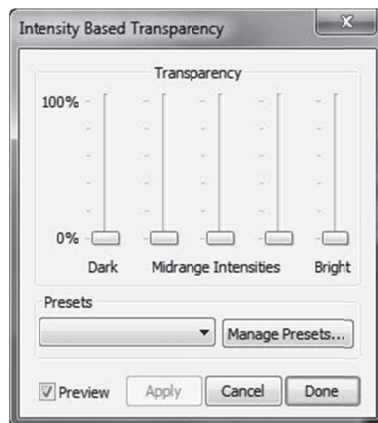 Intensity Based Transparency
Transparency
100%
0%
Dark Midrange Intensities Bright
Presets
Manage Presets...
Preview Apply Cancel Done